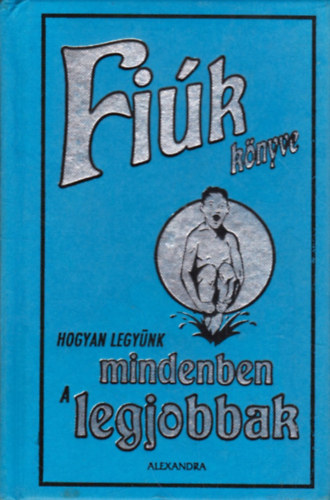 Fiúk
könyve
HOGYAN LEGYÜNK
mindenben
A legjobbak
ALEXANDRA